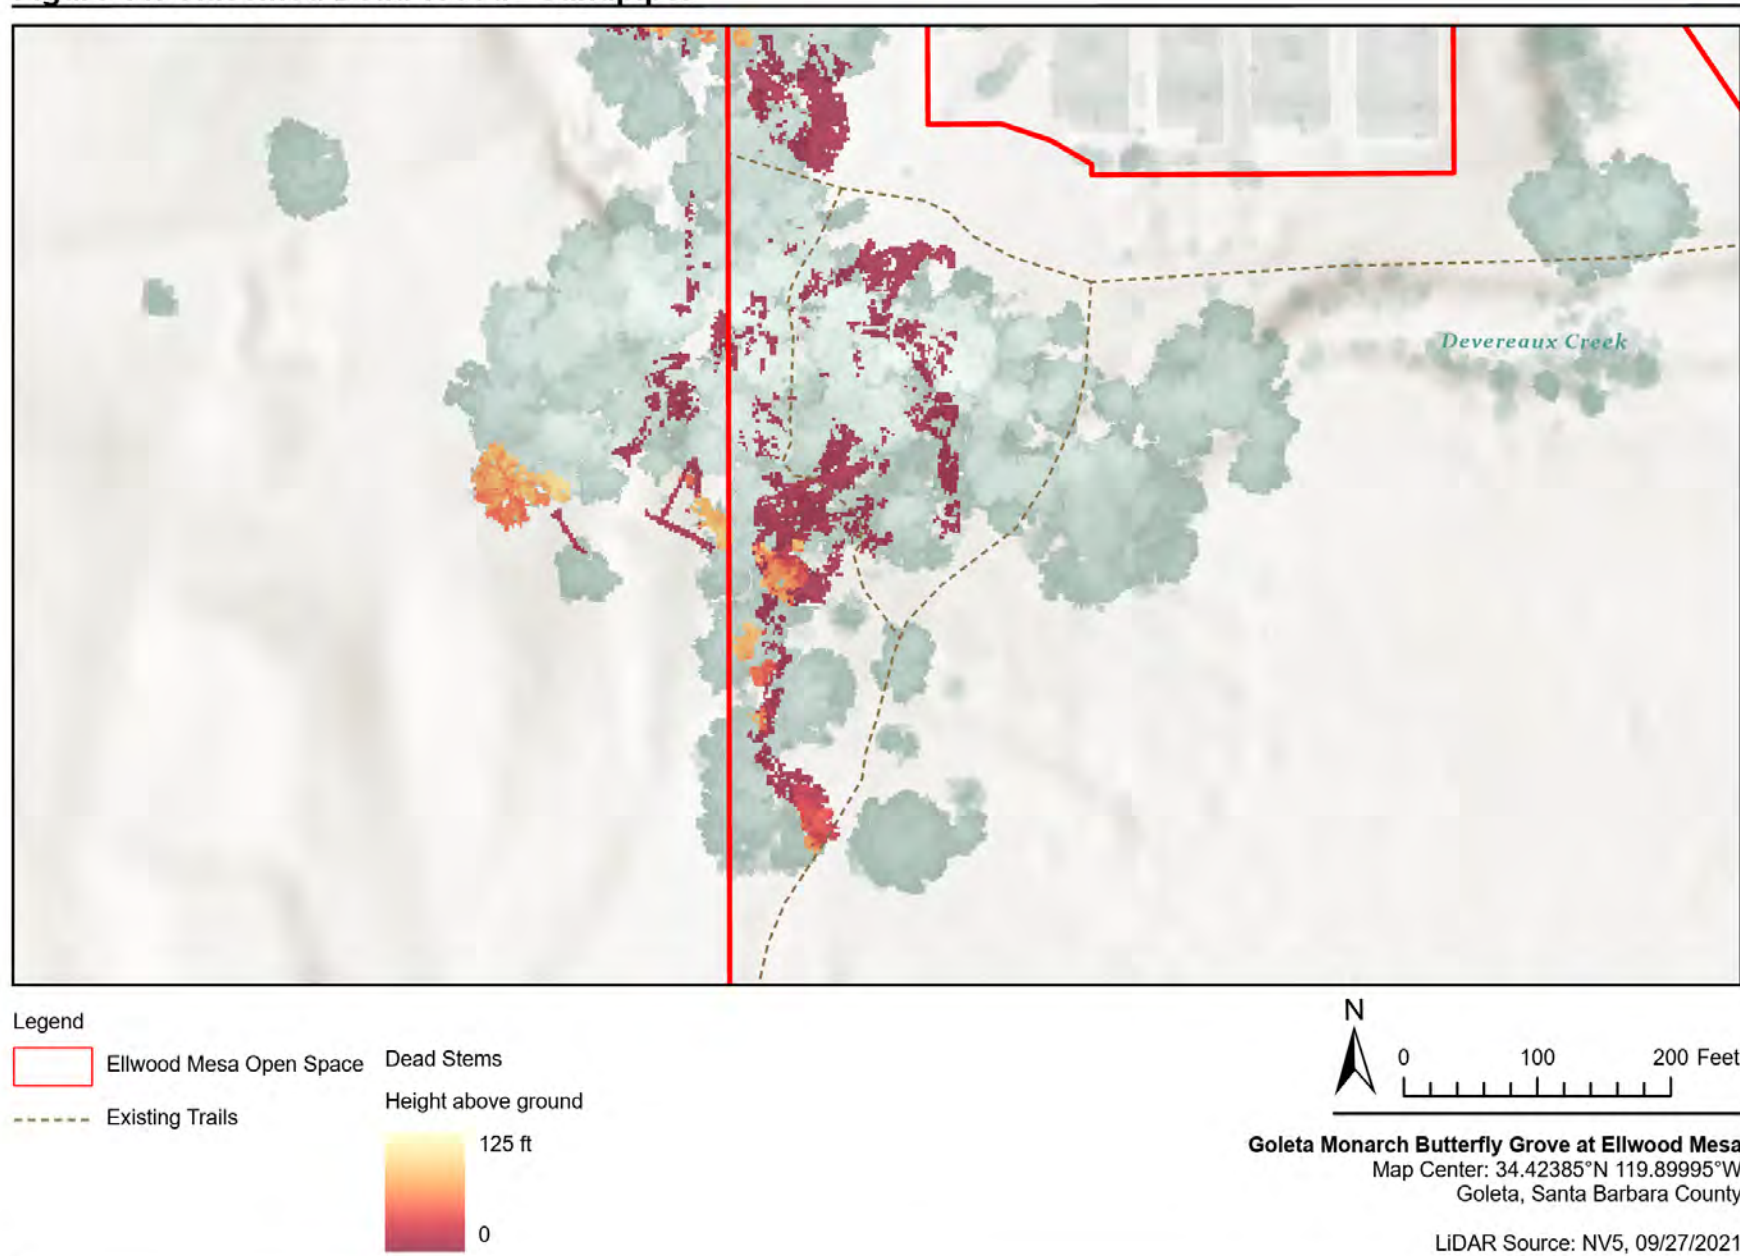 Devereaux Creek
Legend
Ellwood Mesa Open Space
Existing Trails
Dead Stems
Height above ground
125 ft
0
N
0 100 200 Feet
Goleta Monarch Butterfly Grove at Ellwood Mesa
Map Center: 34.42385°N 119.89995°W
Goleta, Santa Barbara County
LiDAR Source: NV5, 09/27/2021